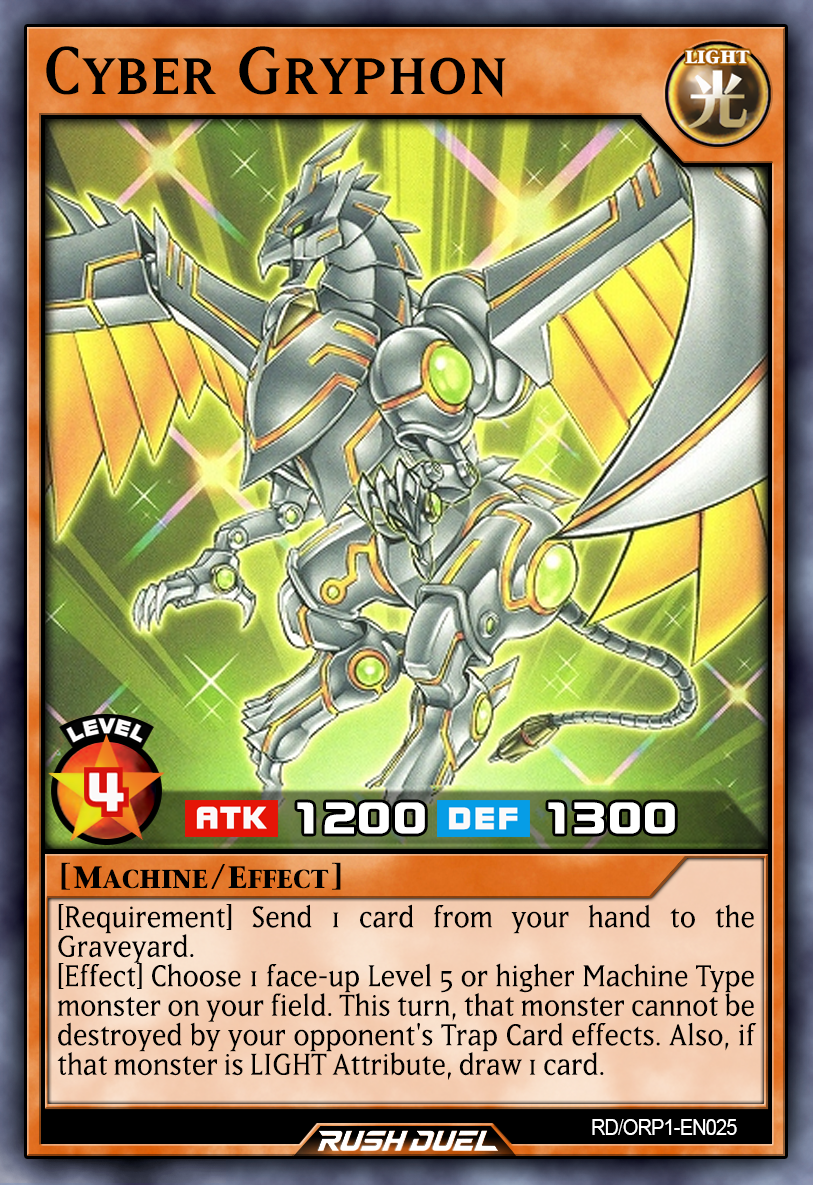 CYBER GRYPHON
LIGHT
光
LEVEL
4
ATK 1200 DEF 1300
[MACHINE/EFFECT]
[Requirement] Send 1 card from your hand to the
Graveyard.
[Effect] Choose 1 face-up Level 5 or higher Machine Type
monster on your field. This turn, that monster cannot be
destroyed by your opponent's Trap Card effects. Also, if
that monster is LIGHT Attribute, draw 1 card.
RUSH DUEL
RD/ORP1-EN025